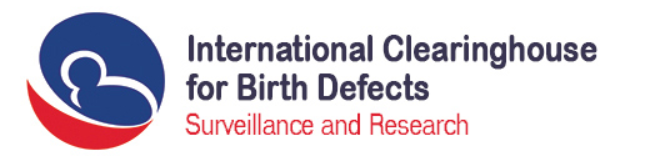 International Clearinghouse
for Birth Defects
Surveillance and Research